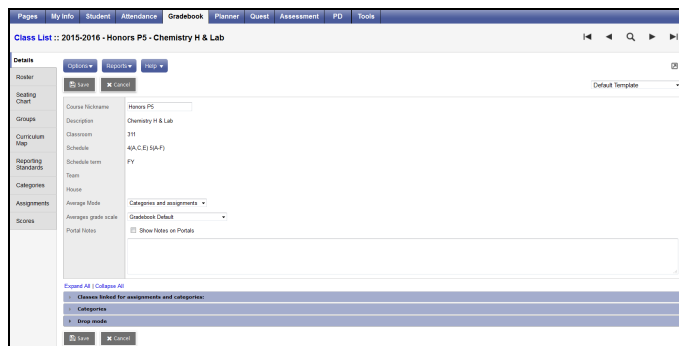 Pages My Info Student Attendance Gradebook Planner Quest Assessment PD Tools
Class List :: 2015-2016 - Honors P5 - Chemistry H & Lab
Details
Roster
Seating
Chart
Groups
Curriculum
Map
Reporting
Standards
Categories
Assignments
Scores
Options Reports Help
Save Cancel
Default Template
Course Nickname Honors P5
Description Chemistry H & Lab
Classroom 311
Schedule 4(A,C,E) 5(A-F)
Schedule term FY
Team
House
Average Mode Categories and assignments
Averages grade scale Gradebook Default
Portal Notes Show Notes on Portals
Expand All | Collapse All
Classes linked for assignments and categories:
Categories
Drop mode
Save Cancel